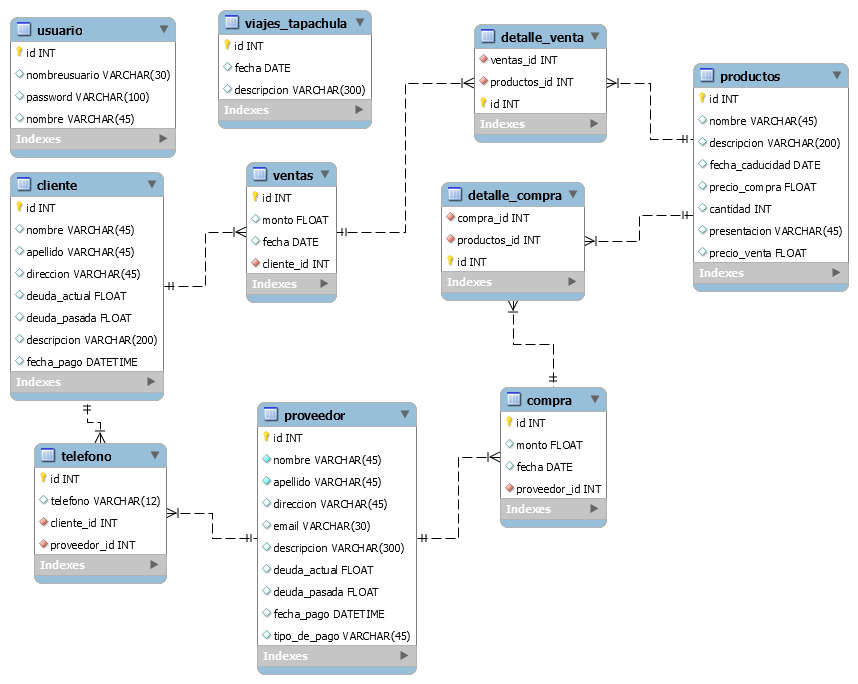 usuario
id INT
nombreusuario VARCHAR(30)
password VARCHAR(100)
nombre VARCHAR(45)
Indexes
viajes_tapachula
id INT
fecha DATE
descripcion VARCHAR(300)
Indexes
detalle_venta
ventas_id INT
productos_id INT
id INT
Indexes
productos
id INT
nombre VARCHAR(45)
descripcion VARCHAR(200)
fecha_caducidad DATE
precio_compra FLOAT
cantidad INT
presentacion VARCHAR(45)
precio_venta FLOAT
Indexes
cliente
id INT
nombre VARCHAR(45)
apellido VARCHAR(45)
direccion VARCHAR(45)
deuda_actual FLOAT
deuda_pasada FLOAT
descripcion VARCHAR(200)
fecha_pago DATETIME
Indexes
ventas
id INT
monto FLOAT
fecha DATE
cliente_id INT
Indexes
detalle_compra
compra_id INT
productos_id INT
id INT
Indexes
telefono
id INT
telefono VARCHAR(12)
cliente_id INT
proveedor_id INT
Indexes
proveedor
id INT
nombre VARCHAR(45)
apellido VARCHAR(45)
direccion VARCHAR(45)
email VARCHAR(30)
descripcion VARCHAR(300)
deuda_actual FLOAT
deuda_pasada FLOAT
fecha_pago DATETIME
tipo_de_pago VARCHAR(45)
Indexes
compra
id INT
monto FLOAT
fecha DATE
proveedor_id INT
Indexes